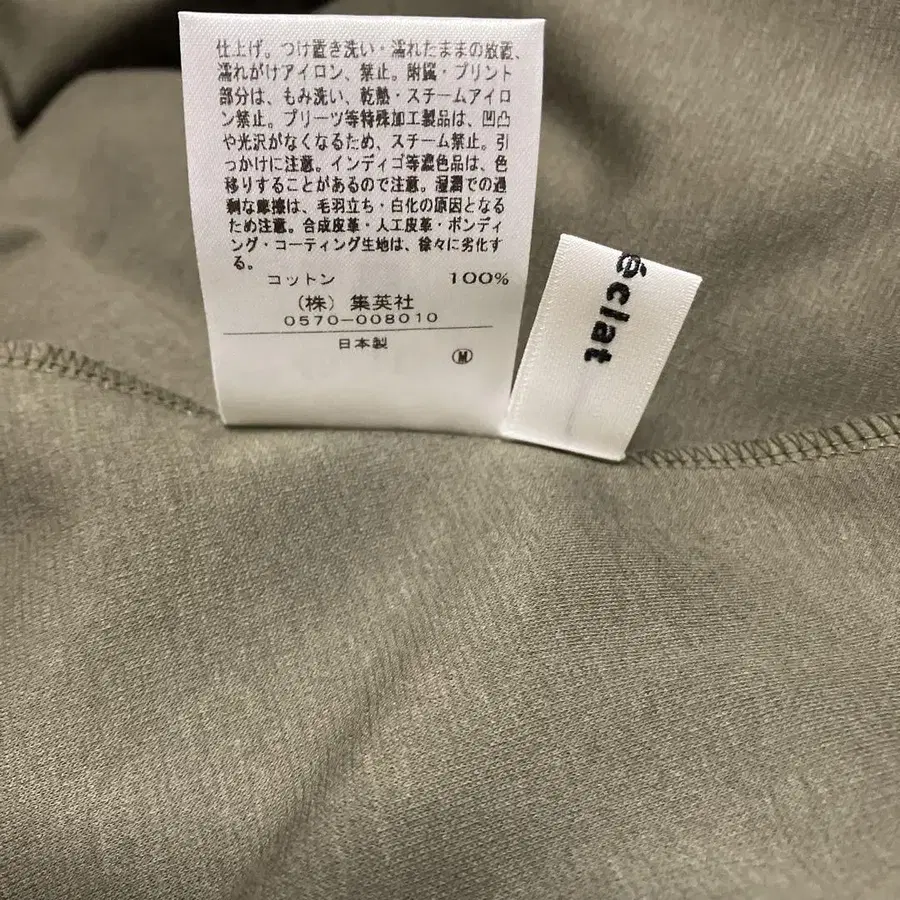 仕上げ。つけ置き洗い・濡れたままの放置、
濡れがけアイロン、禁止。附属・プリント
部分は、もみ洗い、乾熱・スチームアイロ
ン禁止。プリーツ等特殊加工製品は、凹凸
や光沢がなくなるため、スチーム禁止。引
っかけに注意。インディゴ等濃色品は、色
移りすることがあるので注意。湿潤での過
剰な摩擦は、毛羽立ち・白化の原因となる
ため注意。合成皮革・人工皮革・ボンディ
ング・コーティング生地は、徐々に劣化す
る。
コットン 100%
(株) 集英社
0570-008010
日本製
Ⓜ
éclat